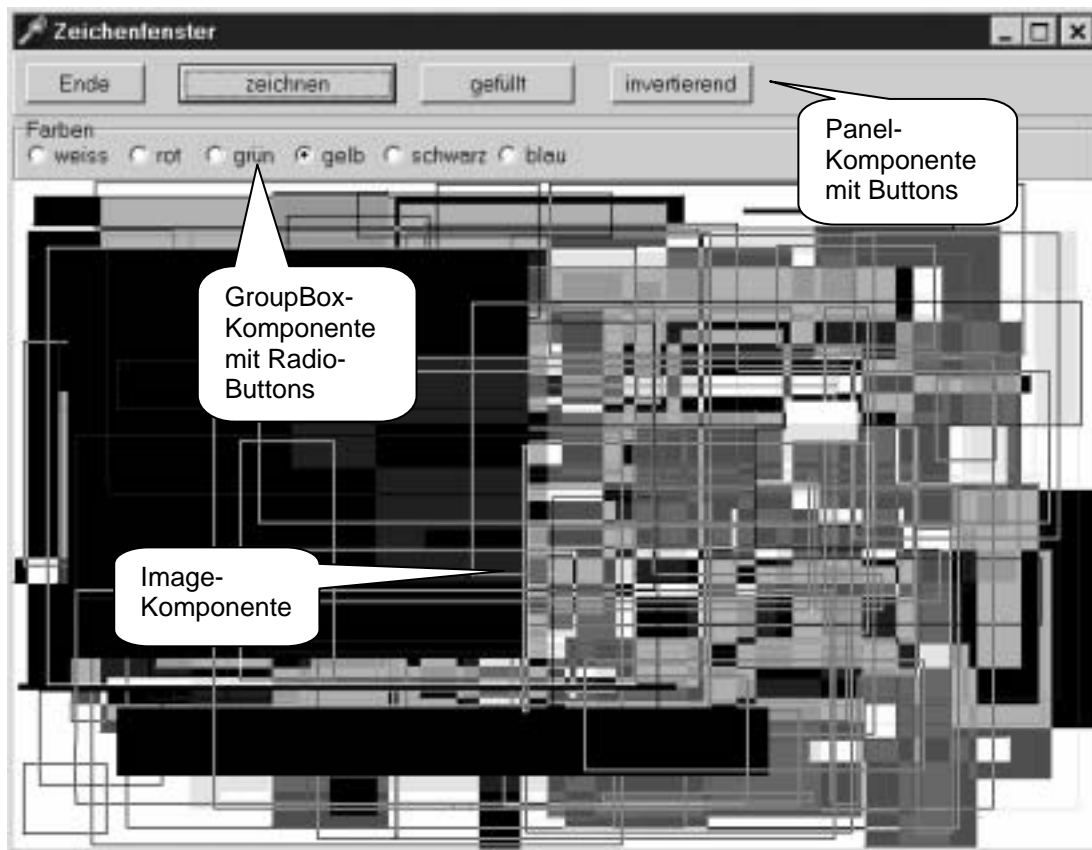 Zeichenfenster
Ende zeichnen gefüllt invertierend
Farben
weiss rot grün gelb schwarz blau
Panel-
Komponente
mit Buttons
GroupBox-
Komponente
mit Radio-
Buttons
Image-
Komponente